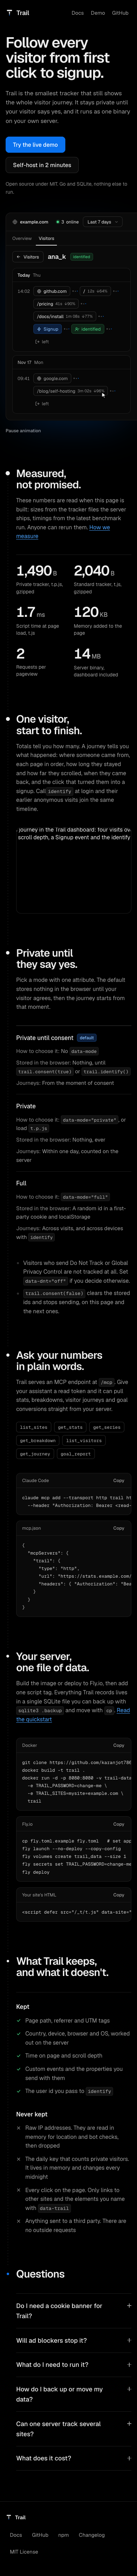 Trail
Docs Demo GitHub
Follow every
visitor from first
click to signup.
Trail is the smallest tracker that still shows the whole visitor journey. It stays private until your visitor says yes, and it runs as one binary on your own server.
Try the live demo
Self-host in 2 minutes
Open source under MIT. Go and SQLite, nothing else to run.
example.com 3 online Last 7 days
Overview Visitors
← Visitors ana_k identified
Today Thu
14:02 github.com
/
/pricing
/docs/install
Signup identified
left
Nov 17 Mon
09:41 google.com
/blog/self-hosting
left
Pause animation
Measured,
not promised.
These numbers are also the project's budget: it has size tests that break the build before the tracker file grows, and the server files it ships, timings from the latest benchmark run. Anyone can rerun them. How we measure
1,490 B
Private tracker, t.p.js, gzipped
2,040 B
Standard tracker, t.js, gzipped
1.7 ms
Script time at page load, t.js
120 KB
Memory added to the page
2
Requests per pageview
14 MB
Server binary, dashboard included
One visitor,
start to finish.
Totals tell you how many. A journey tells you what happened: where someone came from, each page in order, how long they stayed and how far they scrolled, when they came back, and the click that turned into a signup. Call identify at login and their earlier anonymous visits join the same timeline.
journey in the Trail dashboard: four visits ov
scroll depth, a Signup event and the identify
Private until
they say yes.
Pick a mode with one attribute. The default stores nothing in the browser until your visitor agrees, then the journey starts from that moment.
Private until consent default
How to choose it: No data-mode
Stored in the browser: Nothing, until trail.consent(true) or trail.identify()
Journeys: From the moment of consent
Private
How to choose it: data-mode="private", or load t.p.js
Stored in the browser: Nothing, ever
Journeys: Within one day, counted on the server
Full
How to choose it: data-mode="full"
Stored in the browser: A random id in a first-party cookie and localStorage
Journeys: Across visits, and across devices with identify
Visitors who send Do Not Track or Global Privacy Control are not tracked at all. Set data-dnt="off" if you decide otherwise.
trail.consent(false) clears the stored ids and stops sending, on this page and the next ones.
Ask your numbers
in plain words.
Trail serves an MCP endpoint at /mcp. Give your assistant the url and a token and it can pull stats, breakdowns, visitor journeys and goal conversions straight from your server.
list_sites get_stats get_series
get_breakdown list_visitors
get_journey goal_report
Claude Code Copy
claude mcp add --transport http trail ht
--header "Authorization: Bearer <read
mcp.json Copy
{
"mcpServers": {
"trail": {
"type": "http",
"url": "https://stats.example.com/
"headers": { "Authorization": "Bea
}
}
}
Your server,
one file of data.
Build the image or deploy to Fly.io, then add one script tag. Everything Trail records lives in a single SQLite file you can back up with sqlite3 .backup and move with cp. Read the quickstart
Docker Copy
docker build -t trail .
docker run -d -p 8080:8080 -v trail-data
-e TRAIL_PASSWORD=change-me \
-e TRAIL_SITES=mysite=example.com \
trail
Fly.io Copy
cp fly.toml.example fly.toml # set app
fly launch --no-deploy --copy-config
fly volumes create trail_data --size 1
fly secrets set TRAIL_PASSWORD=change-me
fly deploy
Your site's HTML Copy
What Trail keeps,
and what it doesn't.
Kept
Page path, referrer and UTM tags
Country, device, browser and OS, worked out on the server
Time on page and scroll depth
Custom events and the properties you send with them
The user id you pass to identify
Never kept
Raw IP addresses. They are read in memory for location and bot checks, then dropped
The daily key that counts private visitors. It lives in memory and changes every midnight
Every click on the page. Only links to other sites and the elements you name with data-trail
Anything sent to a third party. There are no outside requests
Questions
Do I need a cookie banner for Trail?
Will ad blockers stop it?
What do I need to run it?
How do I back up or move my data?
Can one server track several sites?
What does it cost?
Trail
Docs GitHub npm Changelog
MIT License